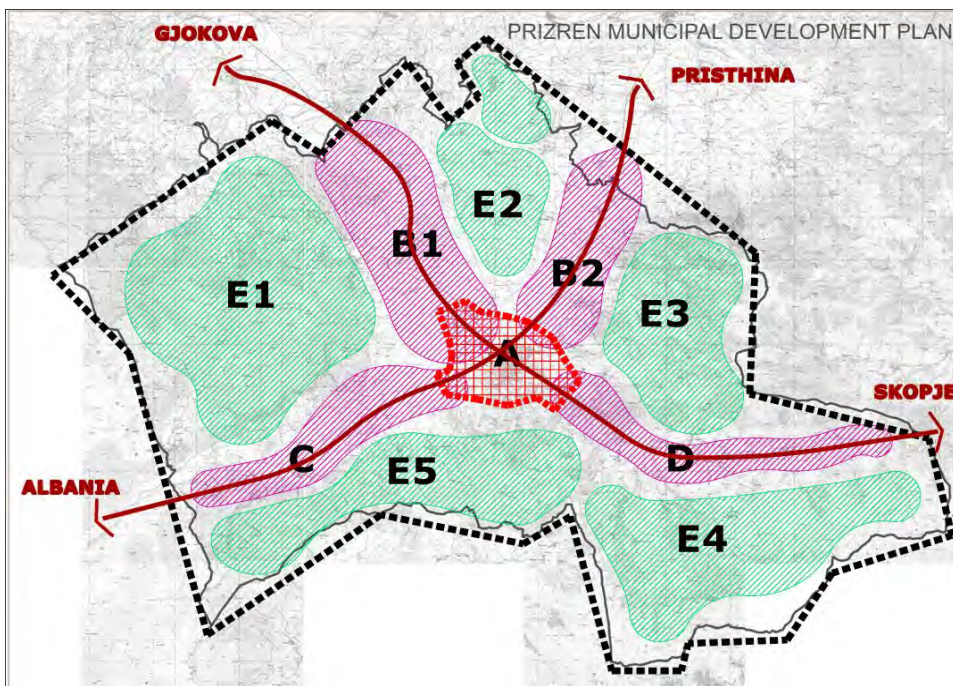 PRIZREN MUNICIPAL DEVELOPMENT PLAN
GJOKOVA
PRISTHINA
E2
B1
B2
E1
E3
A
SKOPJE
C
D
E5
ALBANIA
E4